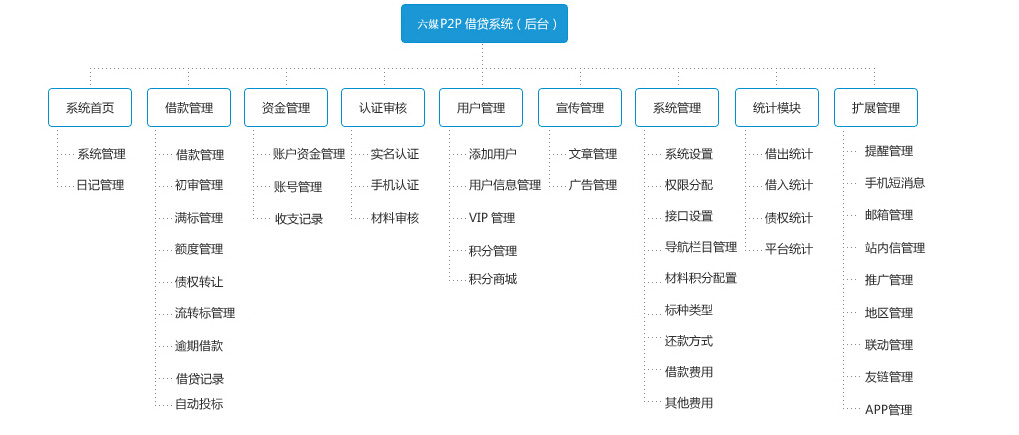 六媒P2P 借贷系统（后台）
系统首页
系统管理
日记管理
借款管理
借款管理
初审管理
满标管理
额度管理
债权转让
流转标管理
逾期借款
借贷记录
自动投标
资金管理
账户资金管理
账号管理
收支记录
认证审核
实名认证
手机认证
材料审核
用户管理
添加用户
用户信息管理
VIP 管理
积分管理
积分商城
宣传管理
文章管理
广告管理
系统管理
系统设置
权限分配
接口设置
导航栏目管理
材料积分配置
标种类型
还款方式
借款费用
其他费用
统计模块
借出统计
借入统计
债权统计
平台统计
扩展管理
提醒管理
手机短消息
邮箱管理
站内信管理
推广管理
地区管理
联动管理
友链管理
APP管理